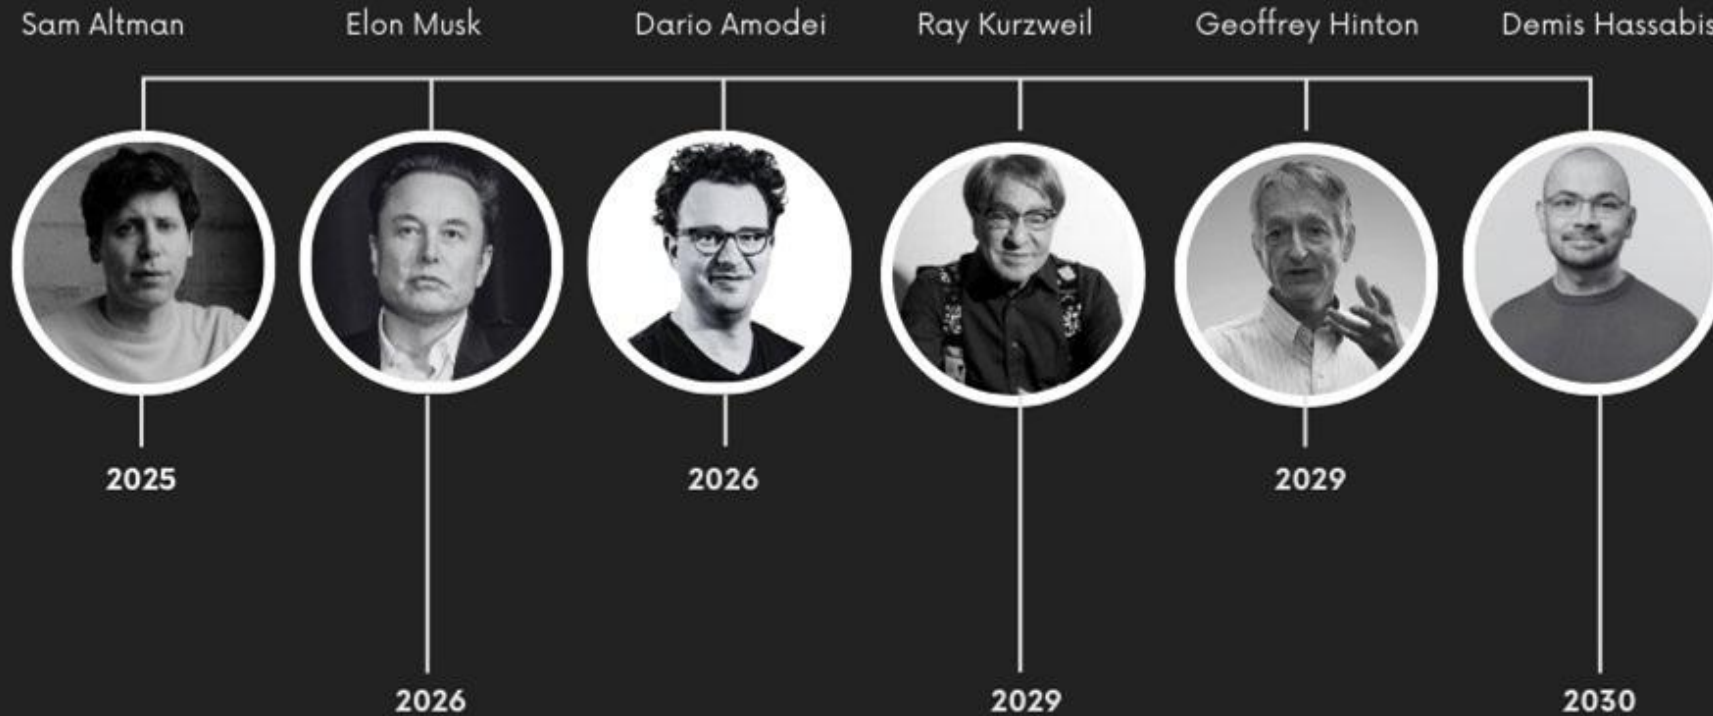 Sam Altman
Elon Musk
Dario Amodei
Ray Kurzweil
Geoffrey Hinton
Demis Hassabis
2025
2026
2029
2026
2029
2030